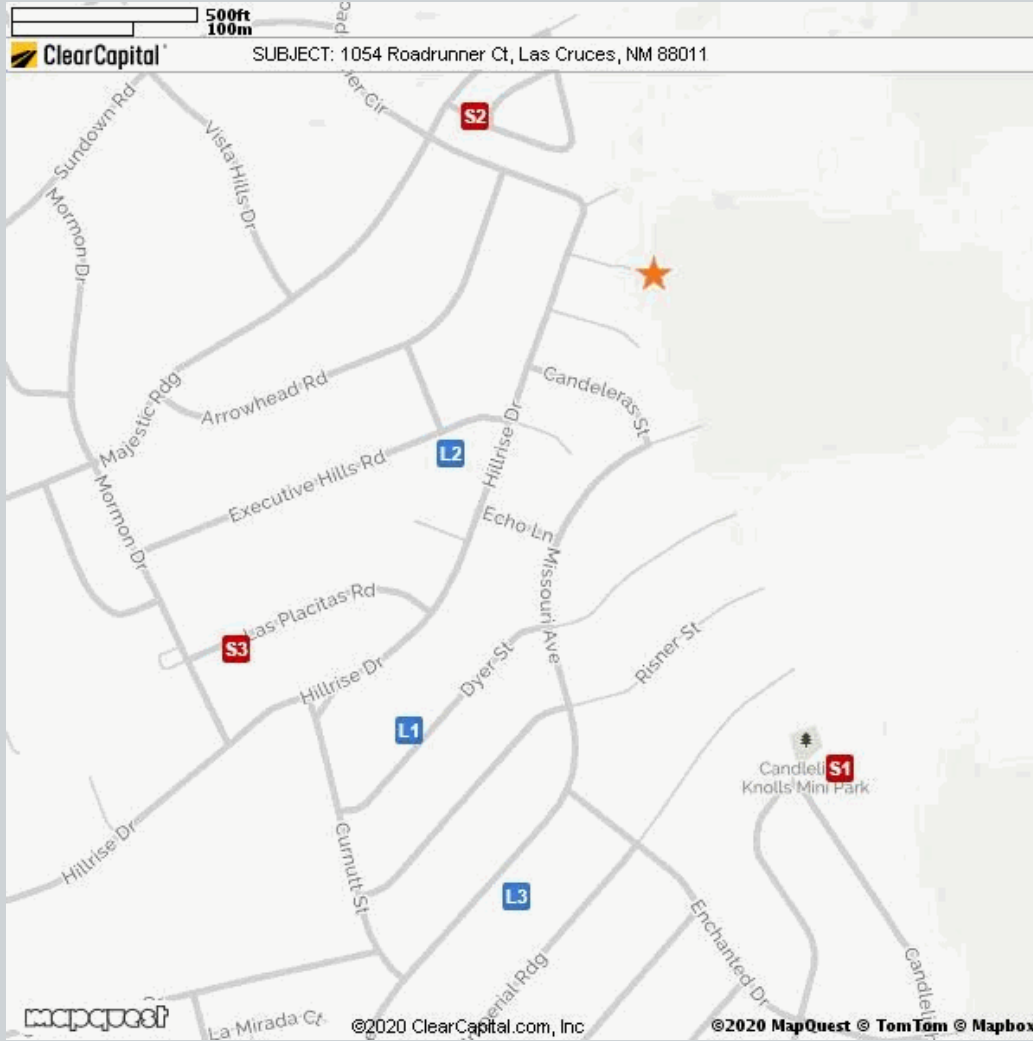 500ft
100m
ClearCapital
SUBJECT: 1054 Roadrunner Ct, Las Cruces, NM 88011
Sundown Rd
Vista Hills Dr
Mormon Dr
S2
Majestic Rdg
Arrowhead Rd
Candeleras St
Hillrise Dr
L2
Executive Hills Rd
Mormon Dr
Echo Ln
Missouri Ave
Las Placitas Rd
S3
Hillrise Dr
Dyer St
Risner St
L1
S1
Knolls Mini Park
Hillrise Dr
Curnutt St
L3
Enchanted Dr
La Mirada Ct
mapquest
©2020 ClearCapital.com, Inc
©2020 MapQuest © TomTom © Mapbox